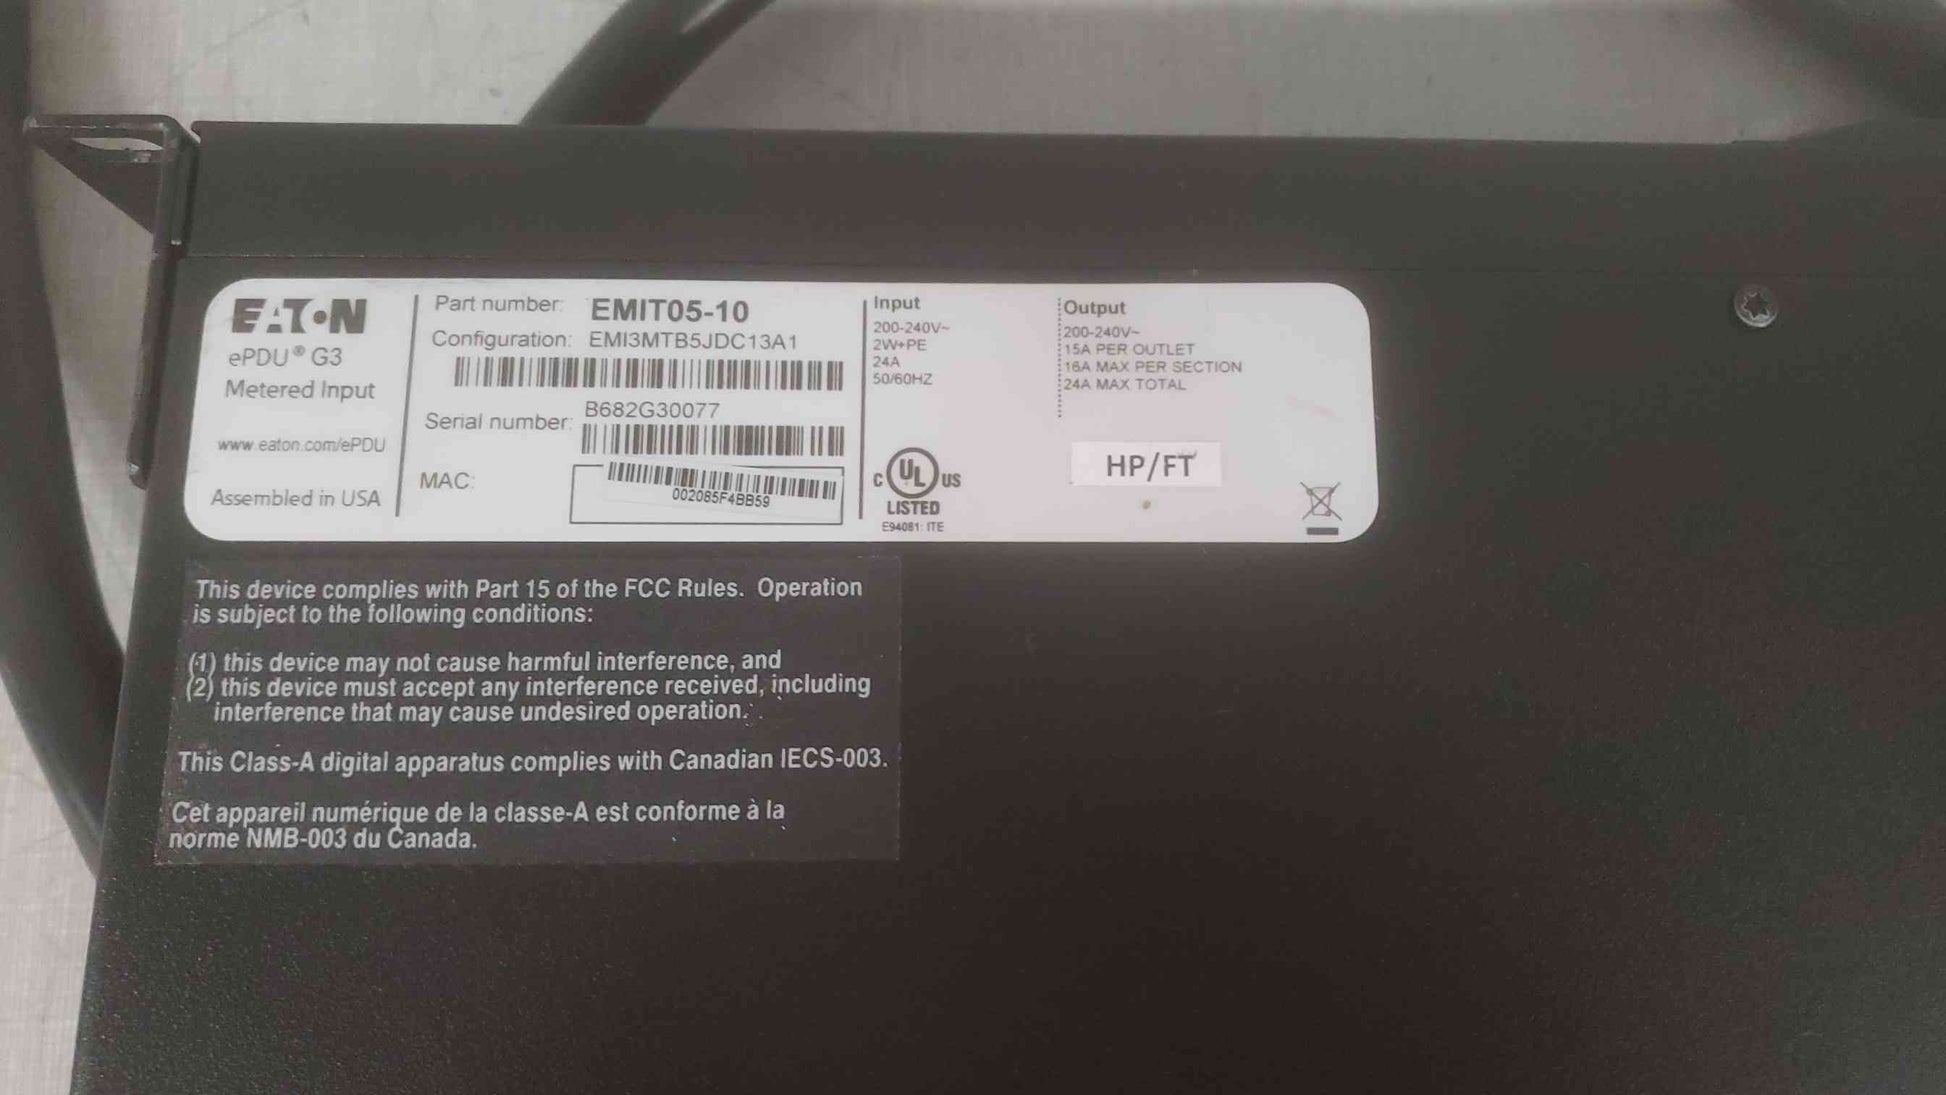 EATON
ePDU® G3
Metered Input
www.eaton.com/ePDU
Assembled in USA
Part number: EMIT05-10
Configuration: EMI3MTB5JDC13A1
Serial number: B682G30077
MAC: 002085F4BB59
Input
200-240V~
2W+PE
24A
50/60HZ
C UL US
LISTED
E94081: ITE
Output
200-240V~
15A PER OUTLET
16A MAX PER SECTION
24A MAX TOTAL
HP/FT
This device complies with Part 15 of the FCC Rules. Operation
is subject to the following conditions:
(1) this device may not cause harmful interference, and
(2) this device must accept any interference received, including
interference that may cause undesired operation.
This Class-A digital apparatus complies with Canadian IECS-003.
Cet appareil numérique de la classe-A est conforme à la
norme NMB-003 du Canada.